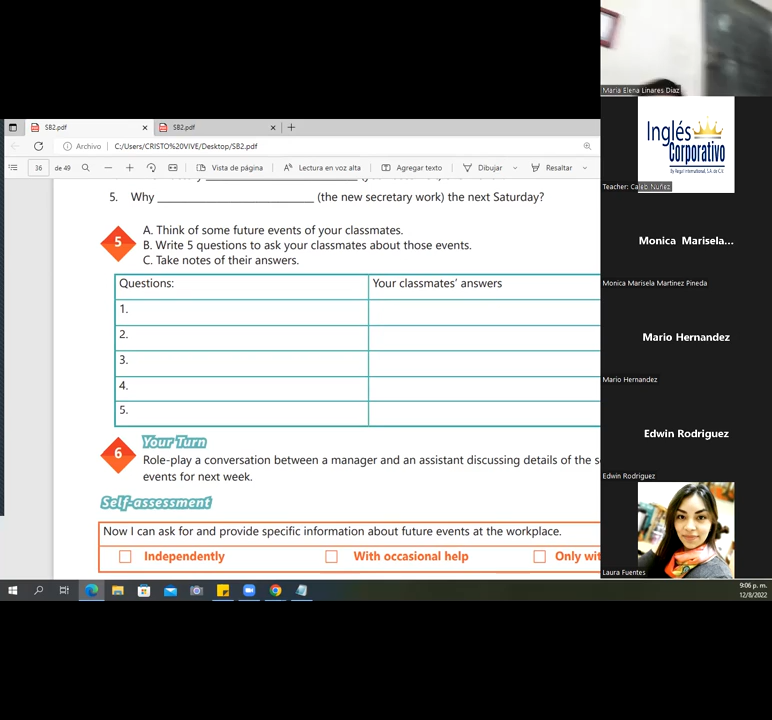 Maria Elena Linares Diaz
Inglés
Corporativo
By Regal International, S.A. de C.V.
Teacher: Caleb Nuñez
Monica Marisela...
Monica Marisela Martinez Pineda
Mario Hernandez
Mario Hernandez
Edwin Rodriguez
Edwin Rodriguez
Laura Fuentes
SB2.pdf
SB2.pdf
Archivo
C:/Users/CRISTO%20VIVE/Desktop/SB2.pdf
36 de 49
Vista de página
Lectura en voz alta
Agregar texto
Dibujar
Resaltar
5. Why ____________________ (the new secretary work) the next Saturday?
5
A. Think of some future events of your classmates.
B. Write 5 questions to ask your classmates about those events.
C. Take notes of their answers.
Questions: Your classmates' answers
1.
2.
3.
4.
5.
6
Your Turn
Role-play a conversation between a manager and an assistant discussing details of the s
events for next week.
Self-assessment
Now I can ask for and provide specific information about future events at the workplace.
Independently With occasional help Only wit
9:06 p. m.
12/8/2022